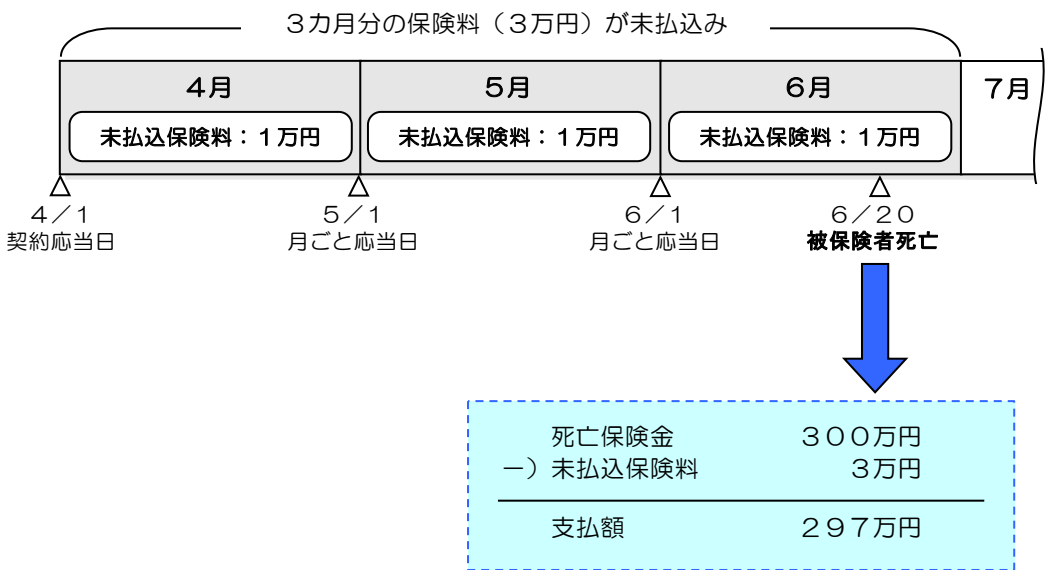 3カ月分の保険料（3万円）が未払込み
4月
5月
6月
7月
未払込保険料：1万円
未払込保険料：1万円
未払込保険料：1万円
4／1
契約応当日
5／1
月ごと応当日
6／1
月ごと応当日
6／20
被保険者死亡
死亡保険金 300万円
－）未払込保険料 3万円
支払額 297万円